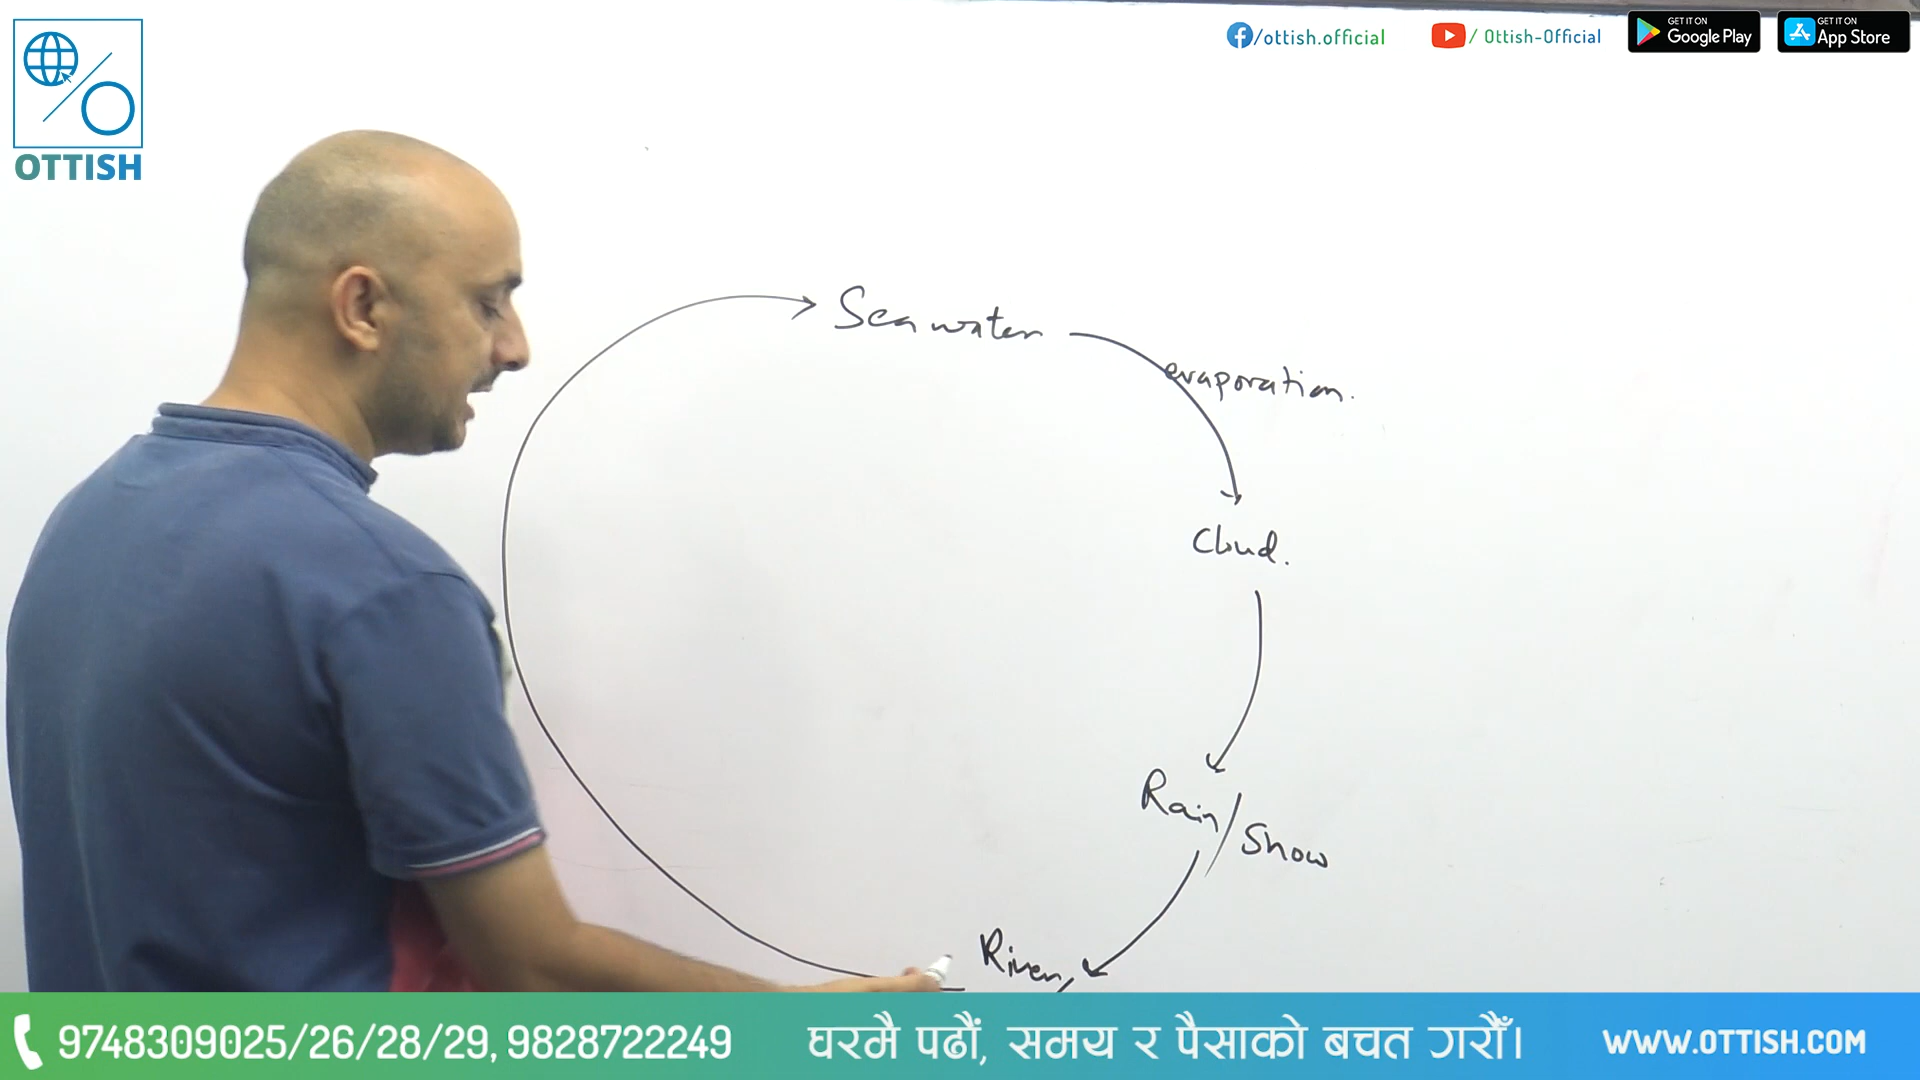 OTTISH
/ottish.official
/ Ottish-Official
GET IT ON
Google Play
GET IT ON
App Store
Sea water
evaporation.
Cloud.
Rain/Snow
River/
9748309025/26/28/29, 9828722249
घरमै पढौं, समय र पैसाको बचत गरौँ।
WWW.OTTISH.COM